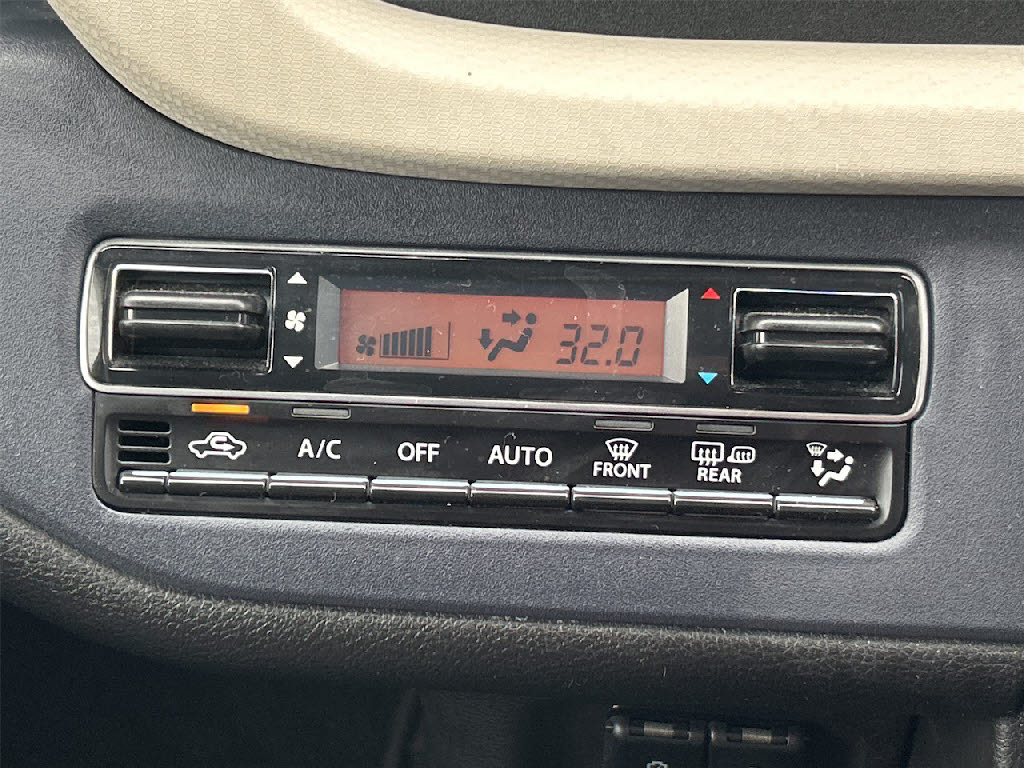 32.0
A/C
OFF
AUTO
FRONT
REAR